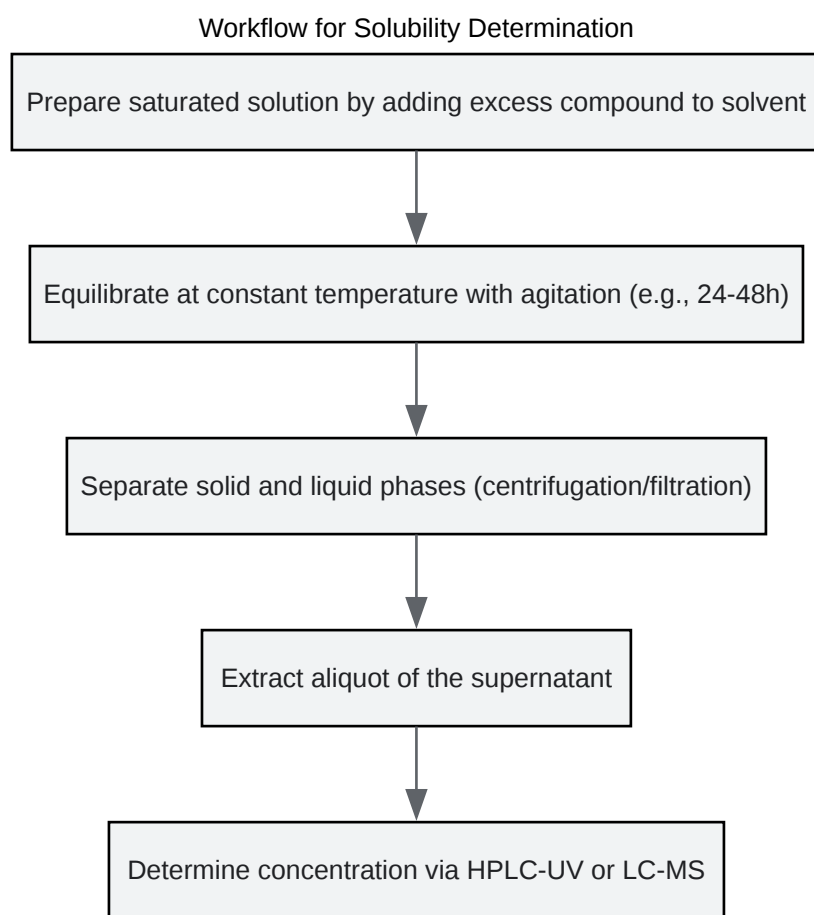 Workflow for Solubility Determination
Prepare saturated solution by adding excess compound to solvent
Equilibrate at constant temperature with agitation (e.g., 24-48h)
Separate solid and liquid phases (centrifugation/filtration)
Extract aliquot of the supernatant
Determine concentration via HPLC-UV or LC-MS